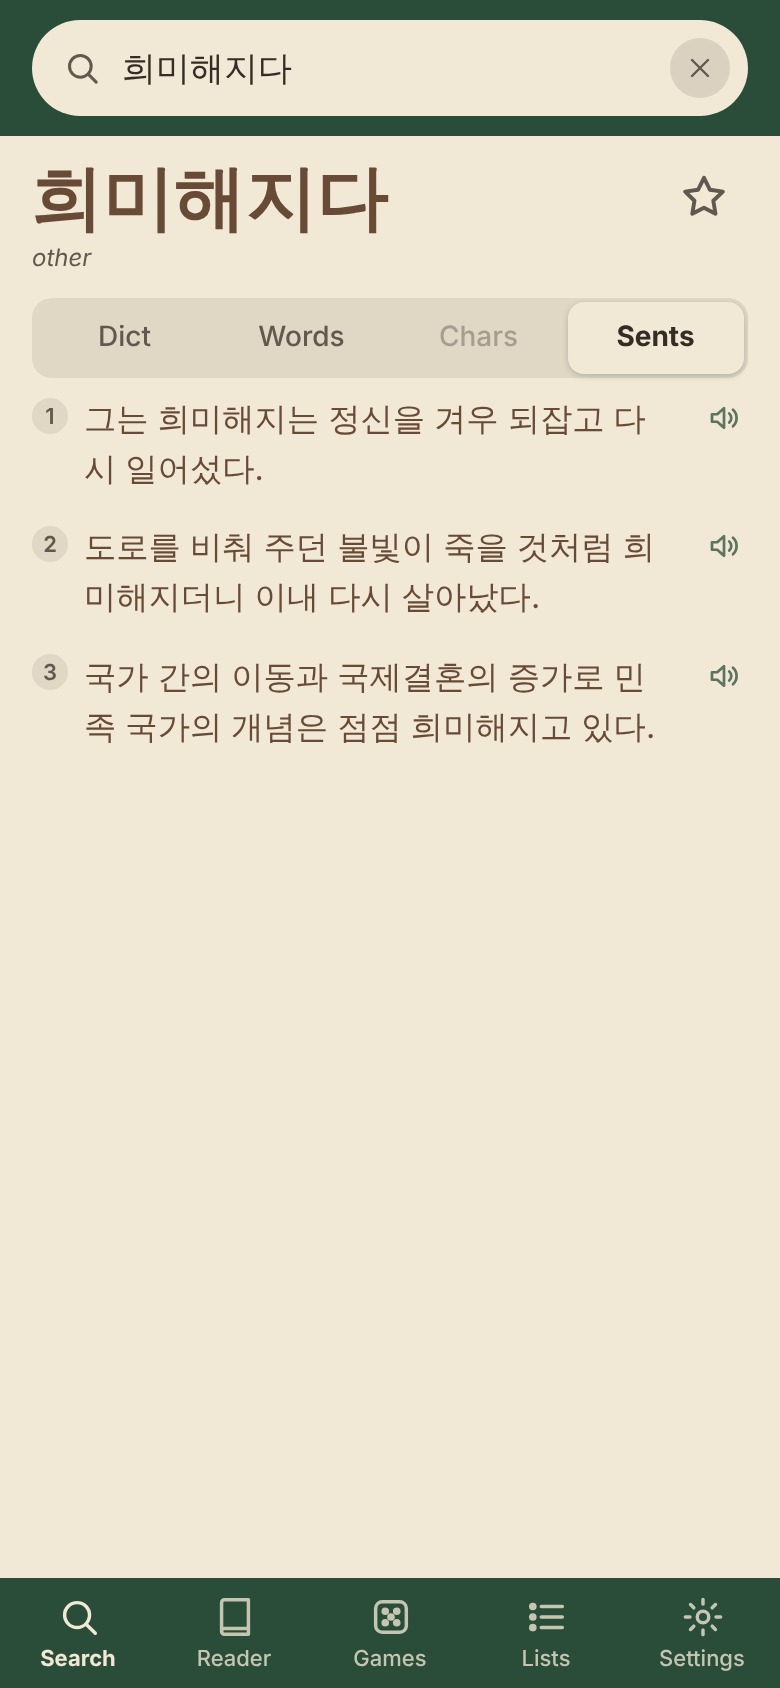 희미해지다
희미해지다
other
Dict Words Chars Sents
1 그는 희미해지는 정신을 겨우 되잡고 다
시 일어섰다.
2 도로를 비춰 주던 불빛이 죽을 것처럼 희
미해지더니 이내 다시 살아났다.
3 국가 간의 이동과 국제결혼의 증가로 민
족 국가의 개념은 점점 희미해지고 있다.
Search Reader Games Lists Settings